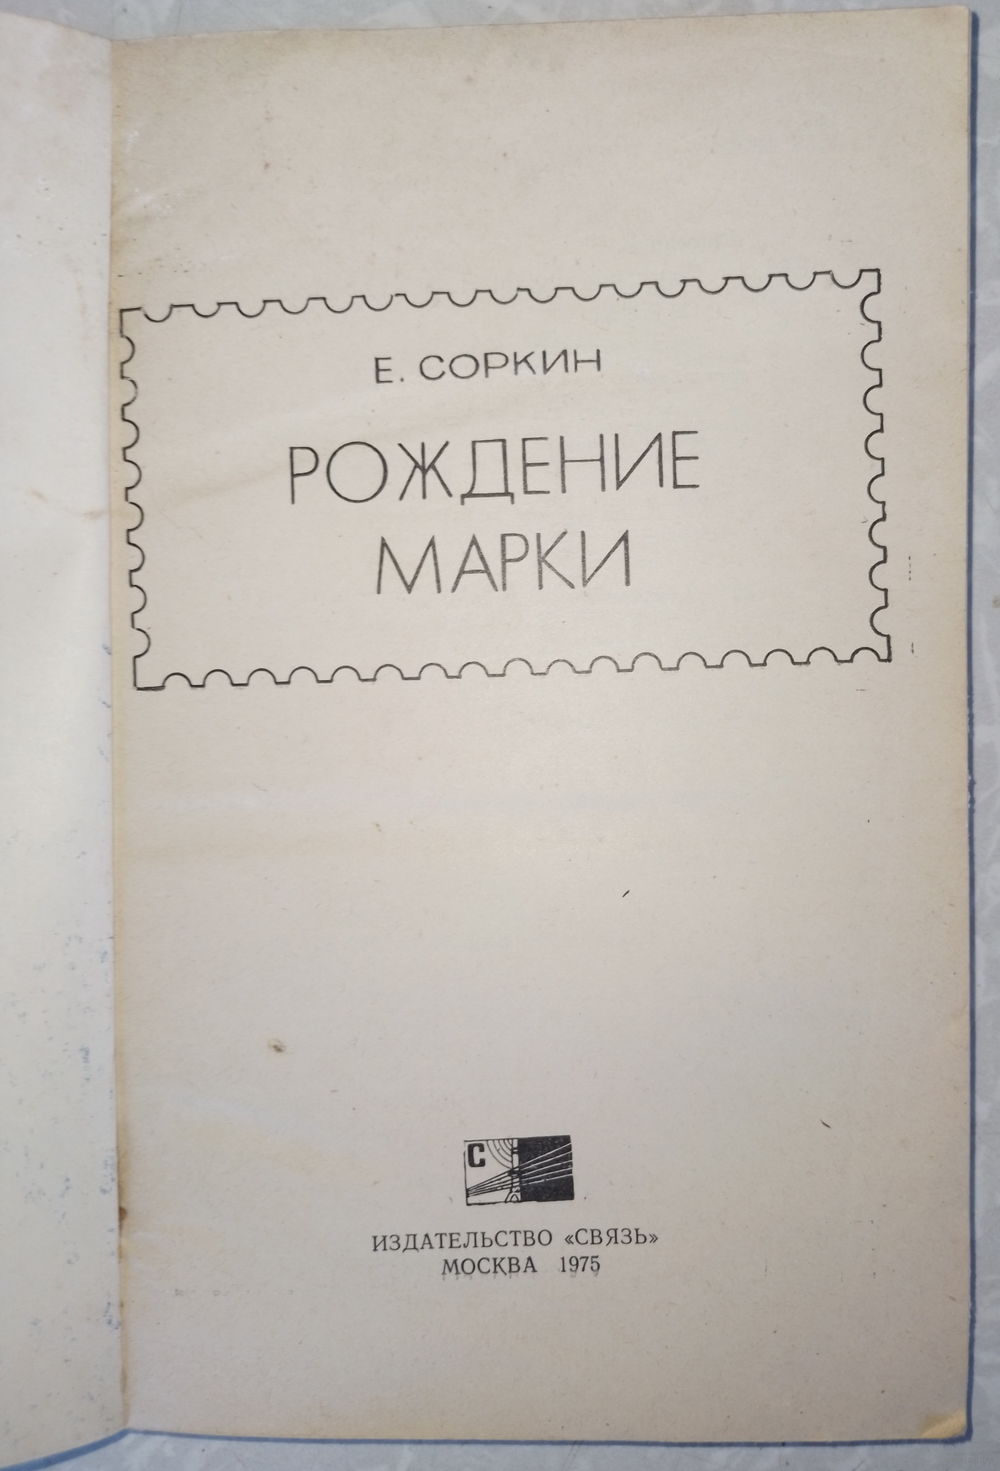 Е. СОРКИН
РОЖДЕНИЕ
МАРКИ
С
ИЗДАТЕЛЬСТВО «СВЯЗЬ»
МОСКВА 1975